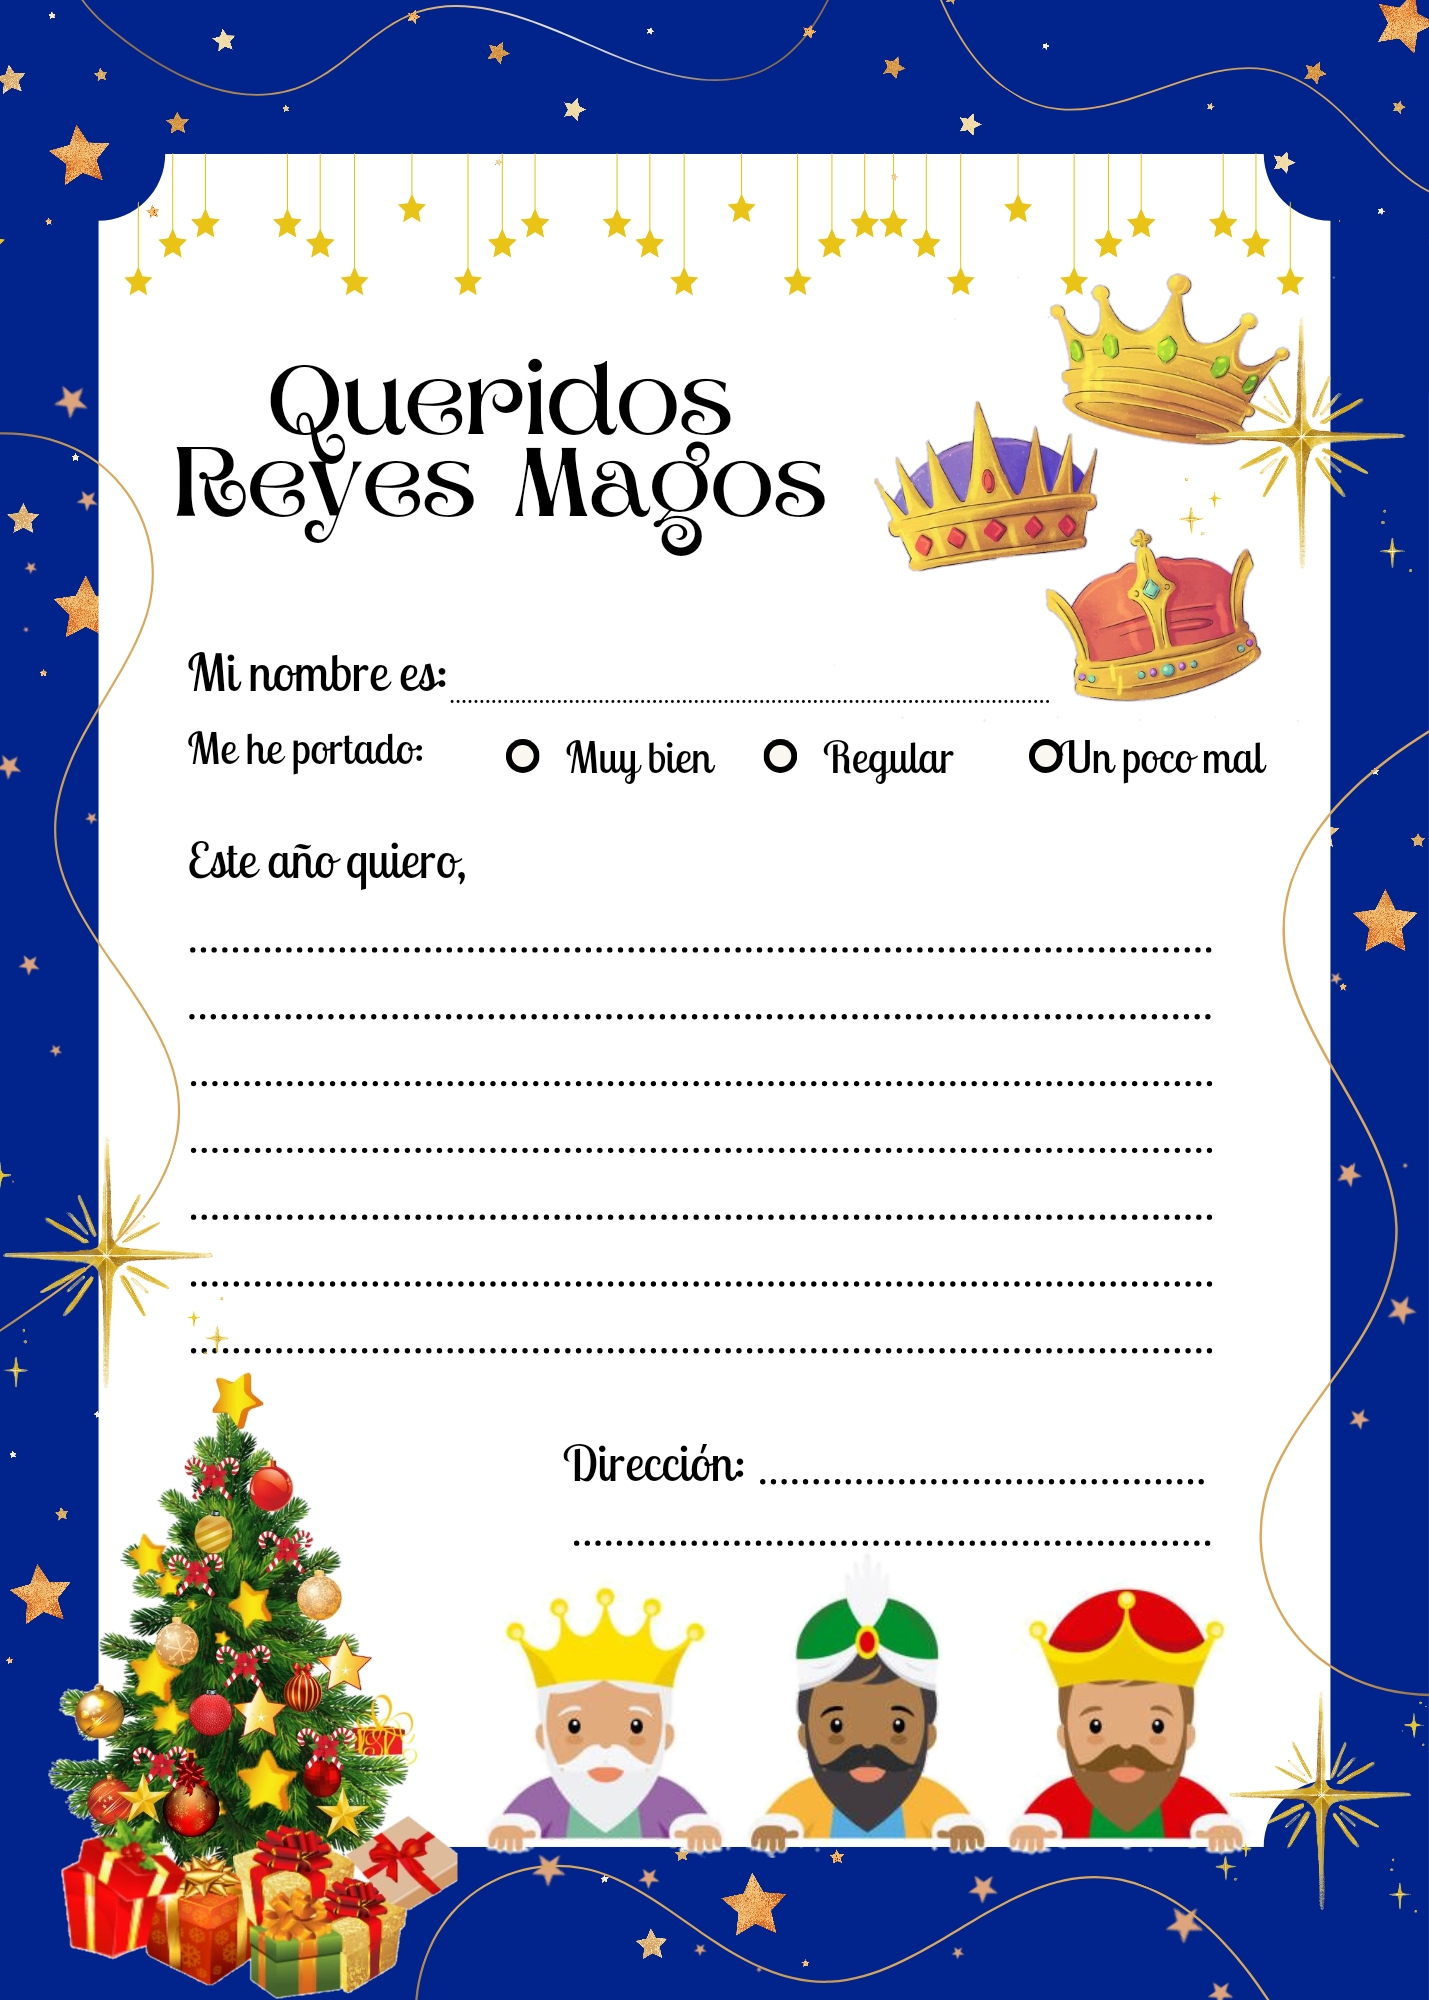 Queridos
Reyes Magos
Mi nombre es:
Me he portado: Muy bien Regular Un poco mal
Este año quiero,
Dirección: